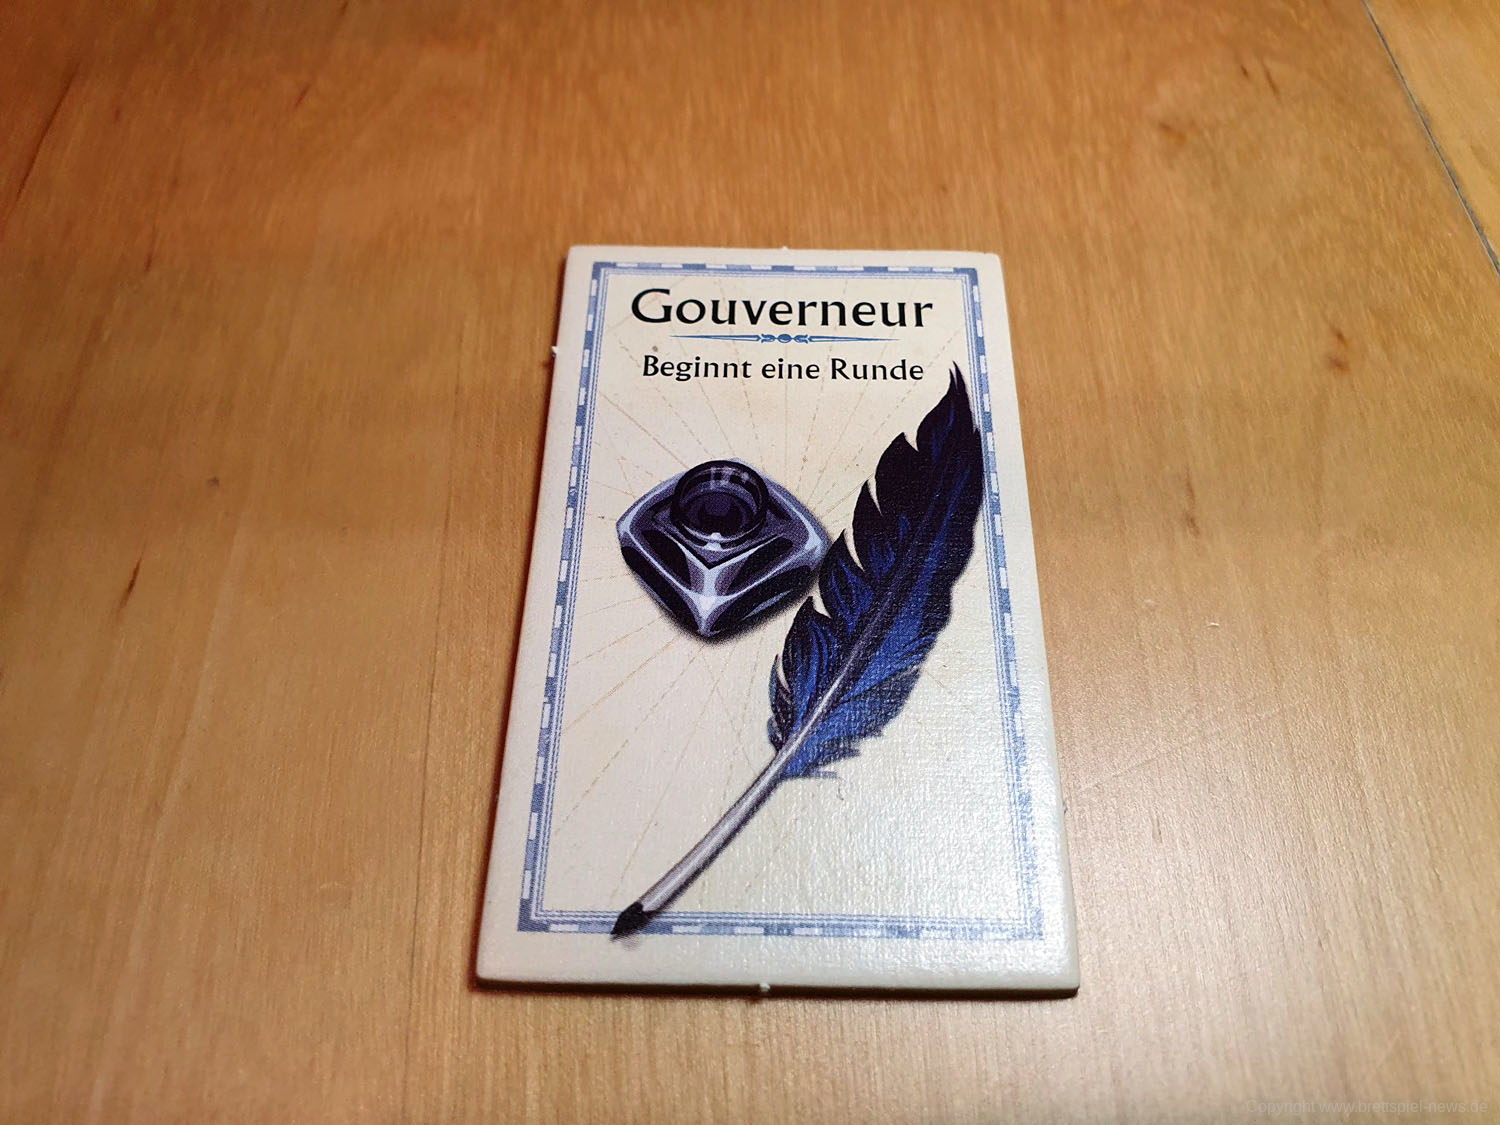 Gouverneur
Beginnt eine Runde
Copyright www.brettspiel-news.de